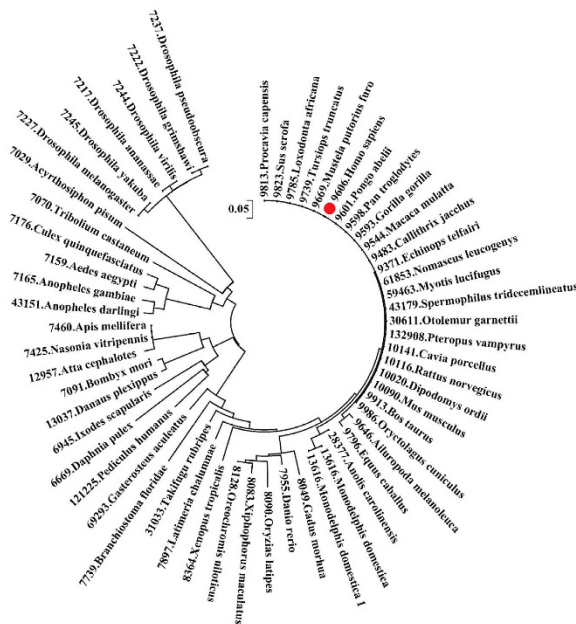 7237.Drosophila pseudoobscura
7222.Drosophila grimshawi
7244.Drosophila virilis
7217.Drosophila ananassae
7245.Drosophila yakuba
7227.Drosophila melanogaster
7029.Acyrthosiphon pisum
7070.Tribolium castaneum
7176.Culex quinquefasciatus
7159.Aedes aegypti
7165.Anopheles gambiae
43151.Anopheles darlingi
7460.Apis mellifera
7425.Nasonia vitripennis
12957.Atta cephalotes
7091.Bombyx mori
13037.Danaus plexippus
6945.Ixodes scapularis
6669.Daphnia pulex
121225.Pediculus humanus
69293.Gasterosteus aculeatus
7739.Branchiostoma floridae
31033.Takifugu rubripes
7897.Latimeria chalumnae
8364.Xenopus tropicalis
8128.Oreochromis niloticus
8083.Xiphophorus maculatus
8090.Oryzias latipes
7955.Danio rerio
8049.Gadus morhua
13616.Monodelphis domestica 1
13616.Monodelphis domestica
28377.Anolis carolinensis
9796.Equus caballus
9646.Ailuropoda melanoleuca
9986.Oryctolagus cuniculus
9913.Bos taurus
10090.Mus musculus
10020.Dipodomys ordii
10116.Rattus norvegicus
10141.Cavia porcellus
132908.Pteropus vampyrus
30611.Otolemur garnettii
43179.Spermophilus tridecemlineatus
59463.Myotis lucifugus
61853.Nomascus leucogenys
9371.Echinops telfairi
9483.Callithrix jacchus
9544.Macaca mulatta
9593.Gorilla gorilla
9598.Pan troglodytes
9601.Pongo abelii
9606.Homo sapiens
9669.Mustela putorius furo
9739.Tursiops truncatus
9785.Loxodonta africana
9823.Sus scrofa
9813.Procavia capensis
0.05